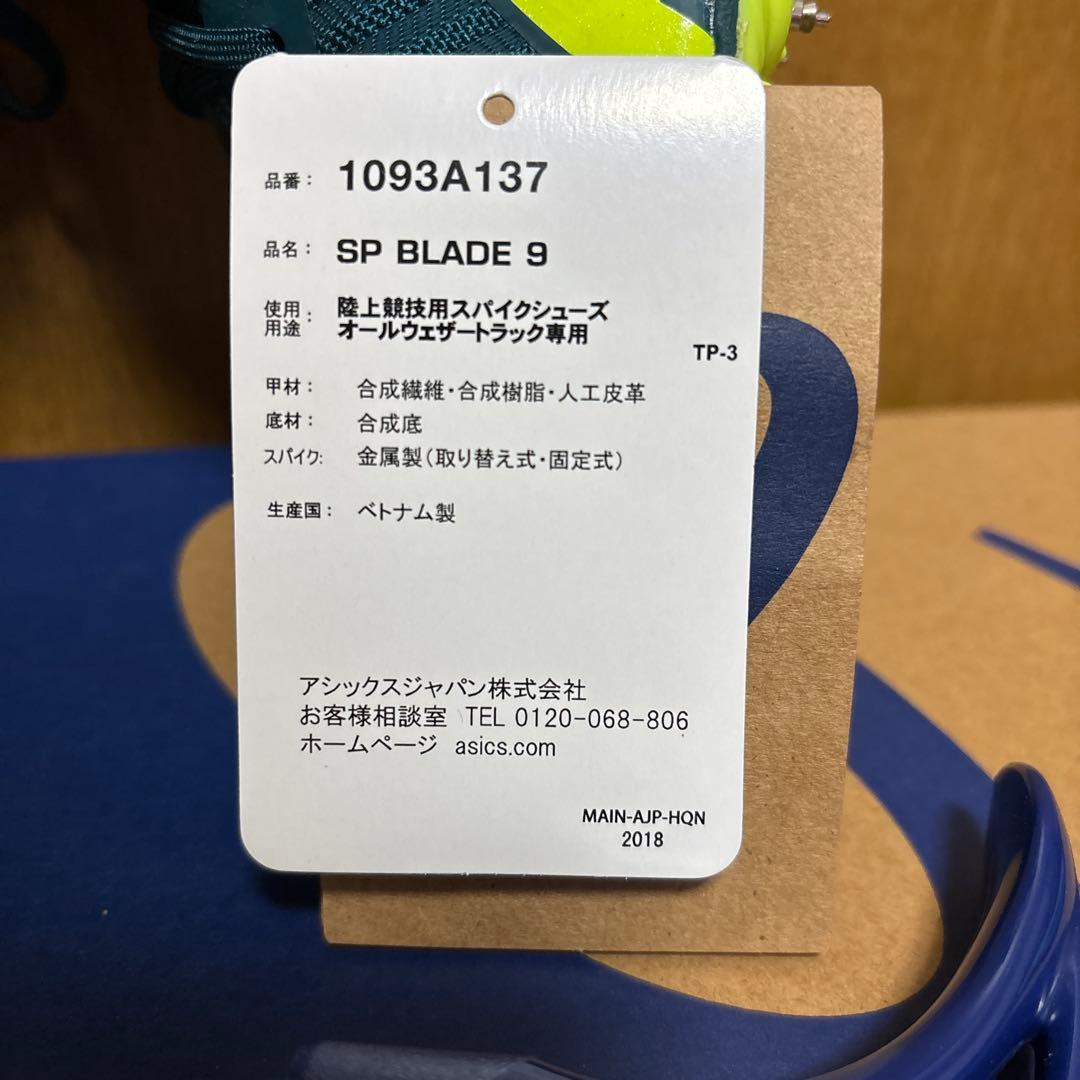 品番： 1093A137
品名： SP BLADE 9
使用用途： 陸上競技用スパイクシューズ
オールウェザートラック専用
TP-3
甲材： 合成繊維・合成樹脂・人工皮革
底材： 合成底
スパイク: 金属製(取り替え式・固定式)
生産国： ベトナム製
アシックスジャパン株式会社
お客様相談室 TEL 0120-068-806
ホームページ asics.com
MAIN-AJP-HQN
2018